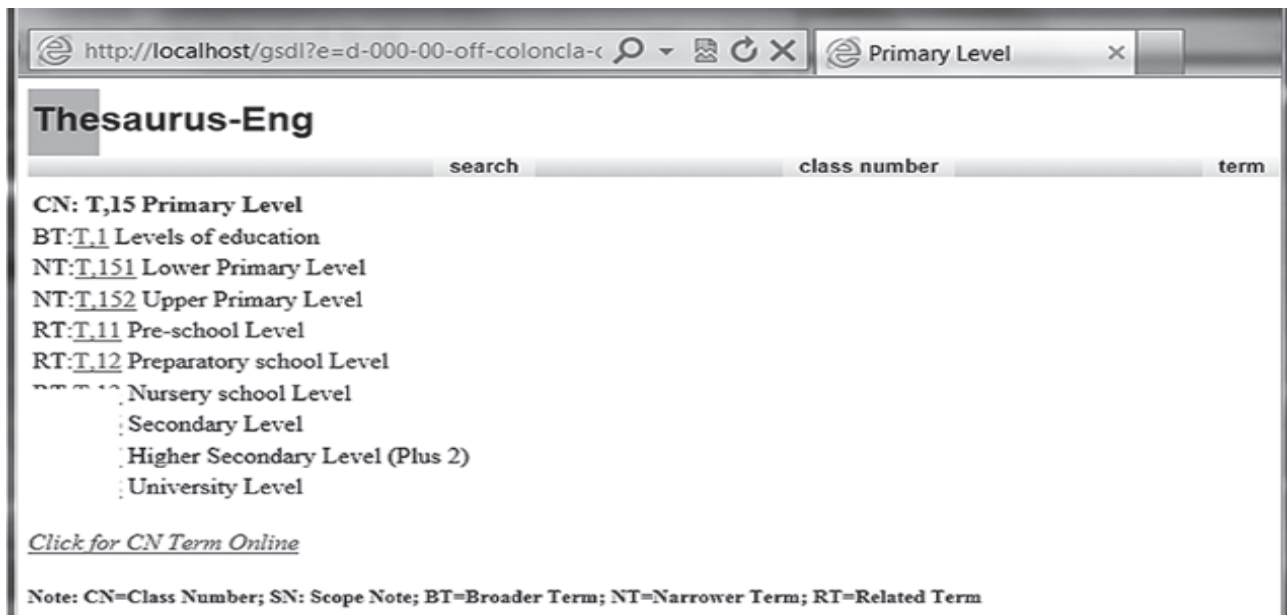 http://localhost/gsdl?e=d-000-00-off-coloncla- Primary Level
Thesaurus-Eng
search class number term
CN: T,15 Primary Level
BT:T,1 Levels of education
NT:T,151 Lower Primary Level
NT:T,152 Upper Primary Level
RT:T,11 Pre-school Level
RT:T,12 Preparatory school Level
Nursery school Level
Secondary Level
Higher Secondary Level (Plus 2)
University Level
Click for CN Term Online
Note: CN=Class Number; SN: Scope Note; BT=Broader Term; NT=Narrower Term; RT=Related Term